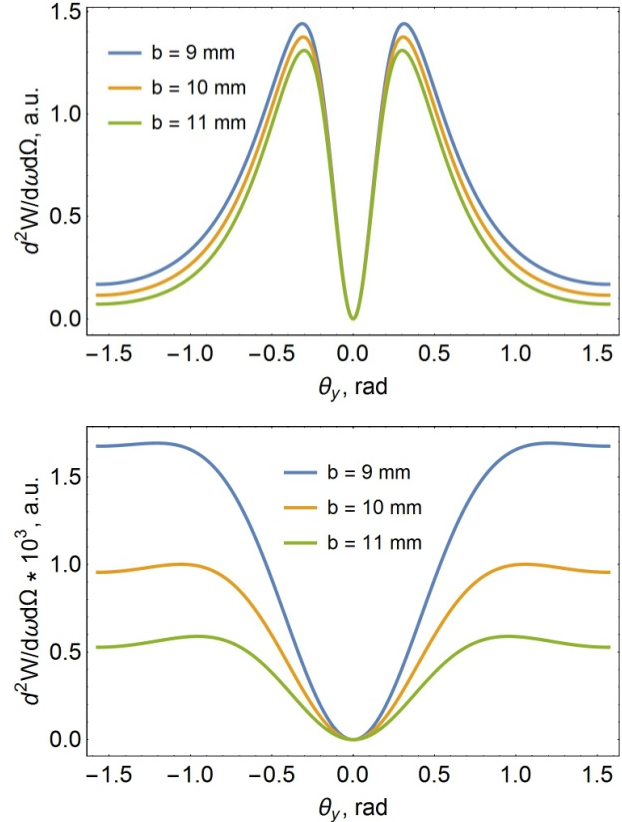 1.5
1.0
0.5
0.0
d²W/dωdΩ, a.u.
b = 9 mm
b = 10 mm
b = 11 mm
−1.5 −1.0 −0.5 0.0 0.5 1.0 1.5
θ_y, rad
1.5
1.0
0.5
0.0
d²W/dωdΩ * 10³, a.u.
b = 9 mm
b = 10 mm
b = 11 mm
−1.5 −1.0 −0.5 0.0 0.5 1.0 1.5
θ_y, rad